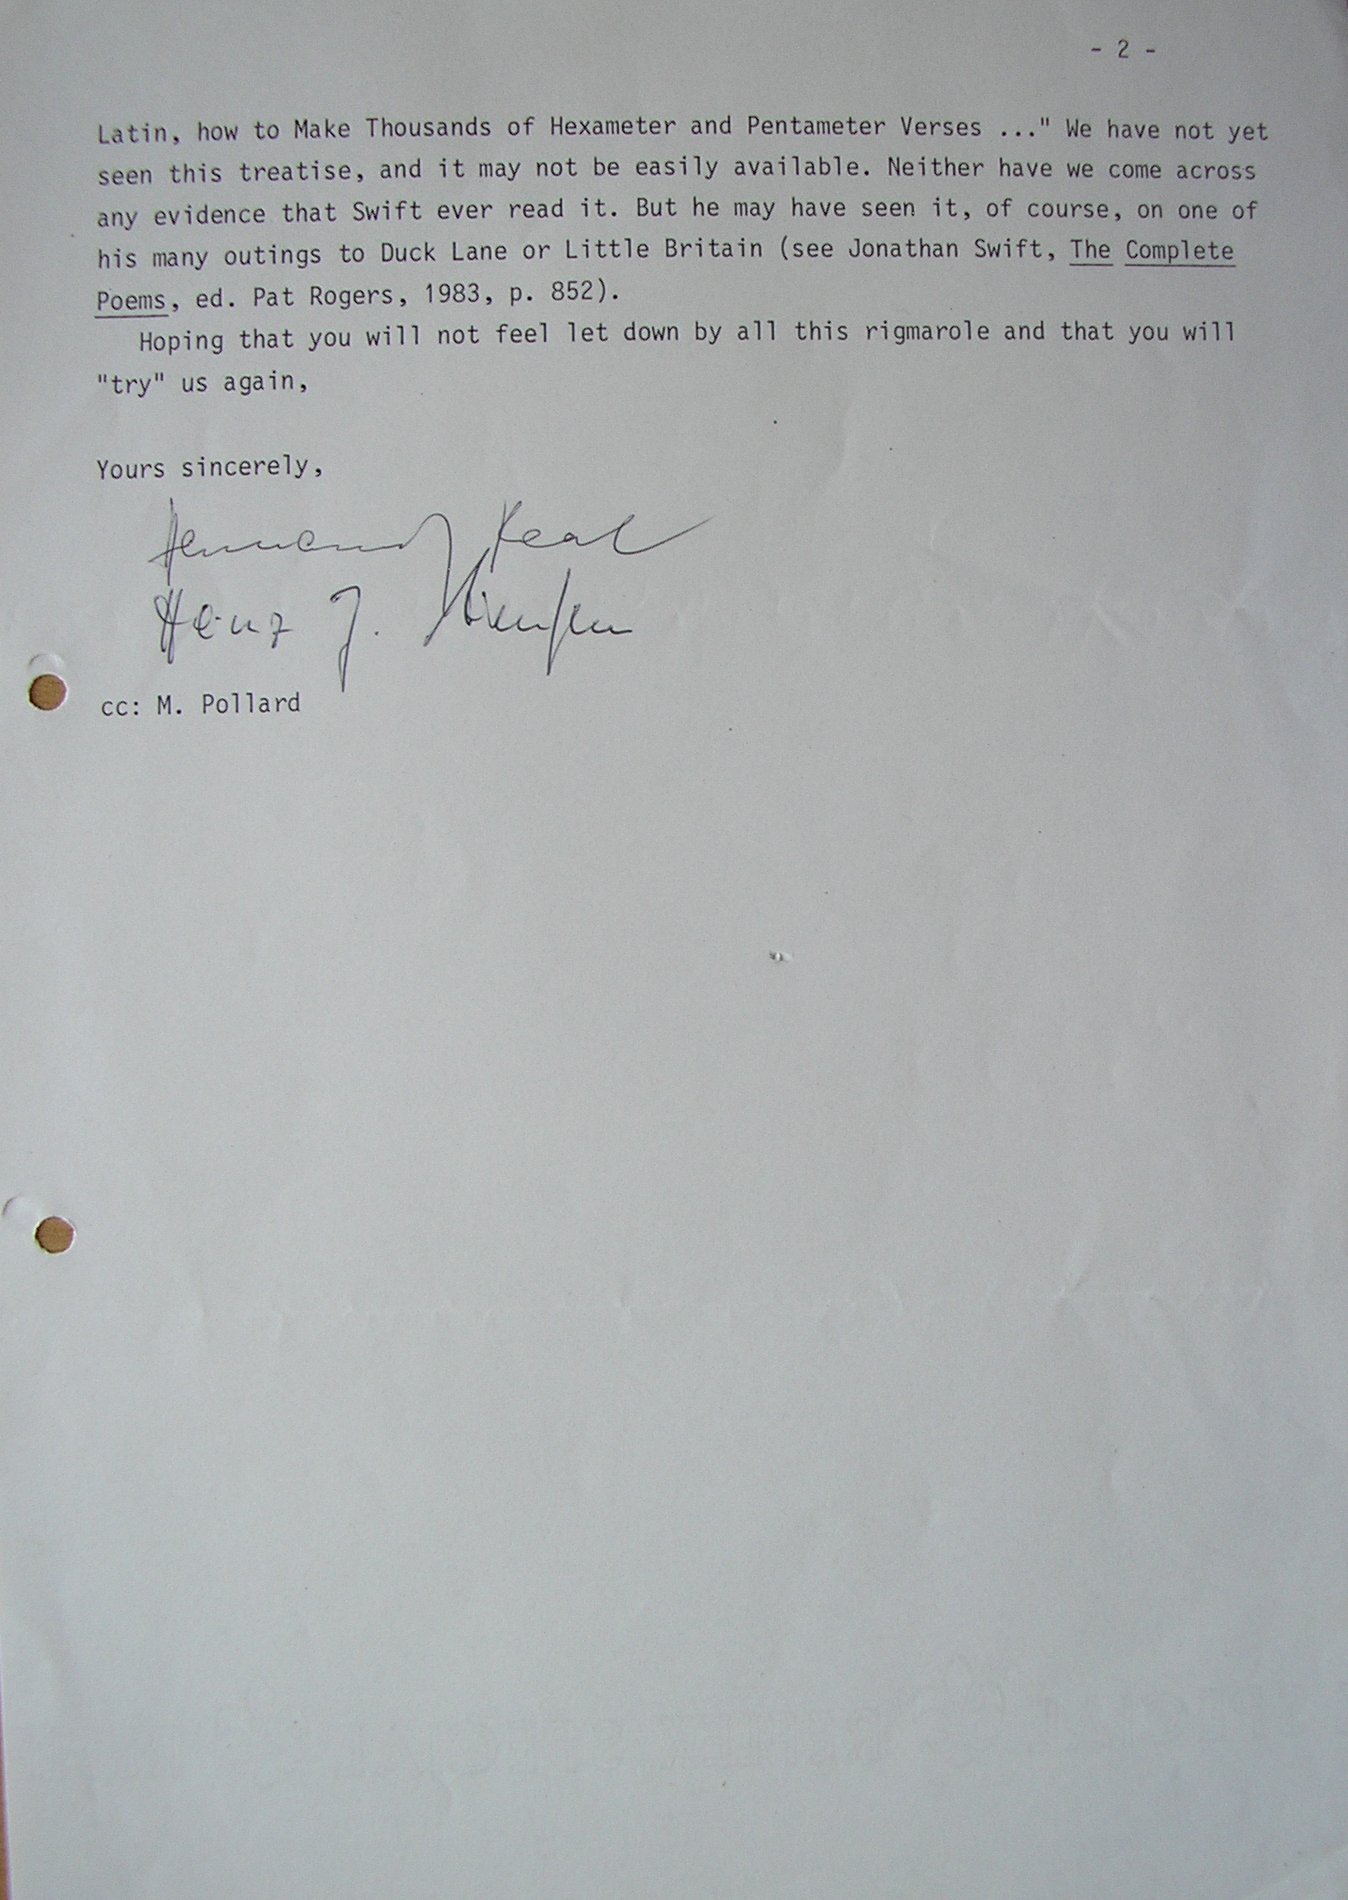 - 2 -
Latin, how to Make Thousands of Hexameter and Pentameter Verses ..." We have not yet
seen this treatise, and it may not be easily available. Neither have we come across
any evidence that Swift ever read it. But he may have seen it, of course, on one of
his many outings to Duck Lane or Little Britain (see Jonathan Swift, The Complete
Poems, ed. Pat Rogers, 1983, p. 852).
Hoping that you will not feel let down by all this rigmarole and that you will
"try" us again,
Yours sincerely,
Hermann J. Real
Heinz J. Vienken
cc: M. Pollard